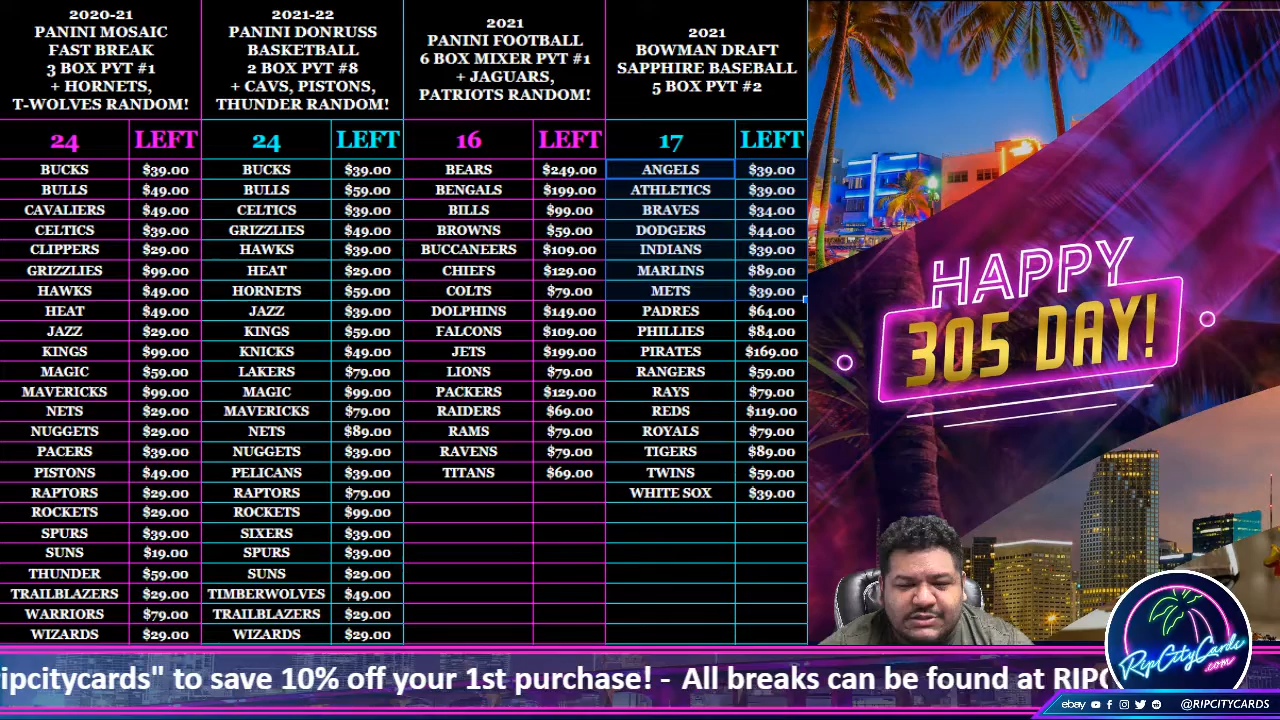 2020-21
PANINI MOSAIC
FAST BREAK
3 BOX PYT #1
+ HORNETS,
T-WOLVES RANDOM!
24 LEFT
BUCKS $39.00
BULLS $49.00
CAVALIERS $49.00
CELTICS $39.00
CLIPPERS $29.00
GRIZZLIES $99.00
HAWKS $49.00
HEAT $49.00
JAZZ $29.00
KINGS $99.00
MAGIC $59.00
MAVERICKS $99.00
NETS $29.00
NUGGETS $29.00
PACERS $39.00
PISTONS $49.00
RAPTORS $29.00
ROCKETS $29.00
SPURS $39.00
SUNS $19.00
THUNDER $59.00
TRAILBLAZERS $29.00
WARRIORS $79.00
WIZARDS $29.00
2021-22
PANINI DONRUSS
BASKETBALL
2 BOX PYT #8
+ CAVS, PISTONS,
THUNDER RANDOM!
24 LEFT
BUCKS $39.00
BULLS $59.00
CELTICS $39.00
GRIZZLIES $49.00
HAWKS $39.00
HEAT $29.00
HORNETS $59.00
JAZZ $39.00
KINGS $59.00
KNICKS $49.00
LAKERS $79.00
MAGIC $99.00
MAVERICKS $79.00
NETS $89.00
NUGGETS $39.00
PELICANS $39.00
RAPTORS $79.00
ROCKETS $99.00
SIXERS $39.00
SPURS $39.00
SUNS $29.00
TIMBERWOLVES $49.00
TRAILBLAZERS $29.00
WIZARDS $29.00
2021
PANINI FOOTBALL
6 BOX MIXER PYT #1
+ JAGUARS,
PATRIOTS RANDOM!
16 LEFT
BEARS $249.00
BENGALS $199.00
BILLS $99.00
BROWNS $59.00
BUCCANEERS $109.00
CHIEFS $129.00
COLTS $79.00
DOLPHINS $149.00
FALCONS $109.00
JETS $199.00
LIONS $79.00
PACKERS $129.00
RAIDERS $69.00
RAMS $79.00
RAVENS $79.00
TITANS $69.00
2021
BOWMAN DRAFT
SAPPHIRE BASEBALL
5 BOX PYT #2
17 LEFT
ANGELS $39.00
ATHLETICS $39.00
BRAVES $34.00
DODGERS $44.00
INDIANS $39.00
MARLINS $89.00
METS $39.00
PADRES $64.00
PHILLIES $84.00
PIRATES $169.00
RANGERS $59.00
RAYS $79.00
REDS $119.00
ROYALS $79.00
TIGERS $89.00
TWINS $59.00
WHITE SOX $39.00
HAPPY
305 DAY!
RipCityCards
.com
ipcitycards" to save 10% off your 1st purchase! - All breaks can be found at RIPC
ebay @RIPCITYCARDS